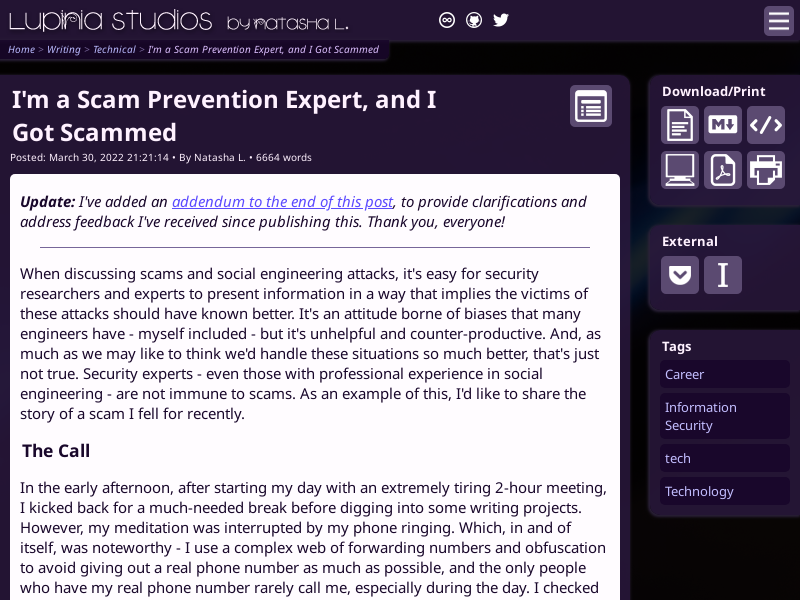 Lupinia Studios by Natasha L.
Home > Writing > Technical > I'm a Scam Prevention Expert, and I Got Scammed
I'm a Scam Prevention Expert, and I
Got Scammed
Posted: March 30, 2022 21:21:14 • By Natasha L. • 6664 words
Update: I've added an addendum to the end of this post, to provide clarifications and
address feedback I've received since publishing this. Thank you, everyone!
When discussing scams and social engineering attacks, it's easy for security
researchers and experts to present information in a way that implies the victims of
these attacks should have known better. It's an attitude borne of biases that many
engineers have - myself included - but it's unhelpful and counter-productive. And, as
much as we may like to think we'd handle these situations so much better, that's just
not true. Security experts - even those with professional experience in social
engineering - are not immune to scams. As an example of this, I'd like to share the
story of a scam I fell for recently.
The Call
In the early afternoon, after starting my day with an extremely tiring 2-hour meeting,
I kicked back for a much-needed break before digging into some writing projects.
However, my meditation was interrupted by my phone ringing. Which, in and of
itself, was noteworthy - I use a complex web of forwarding numbers and obfuscation
to avoid giving out a real phone number as much as possible, and the only people
who have my real phone number rarely call me, especially during the day. I checked
Download/Print
M
External
I
Tags
Career
Information
Security
tech
Technology